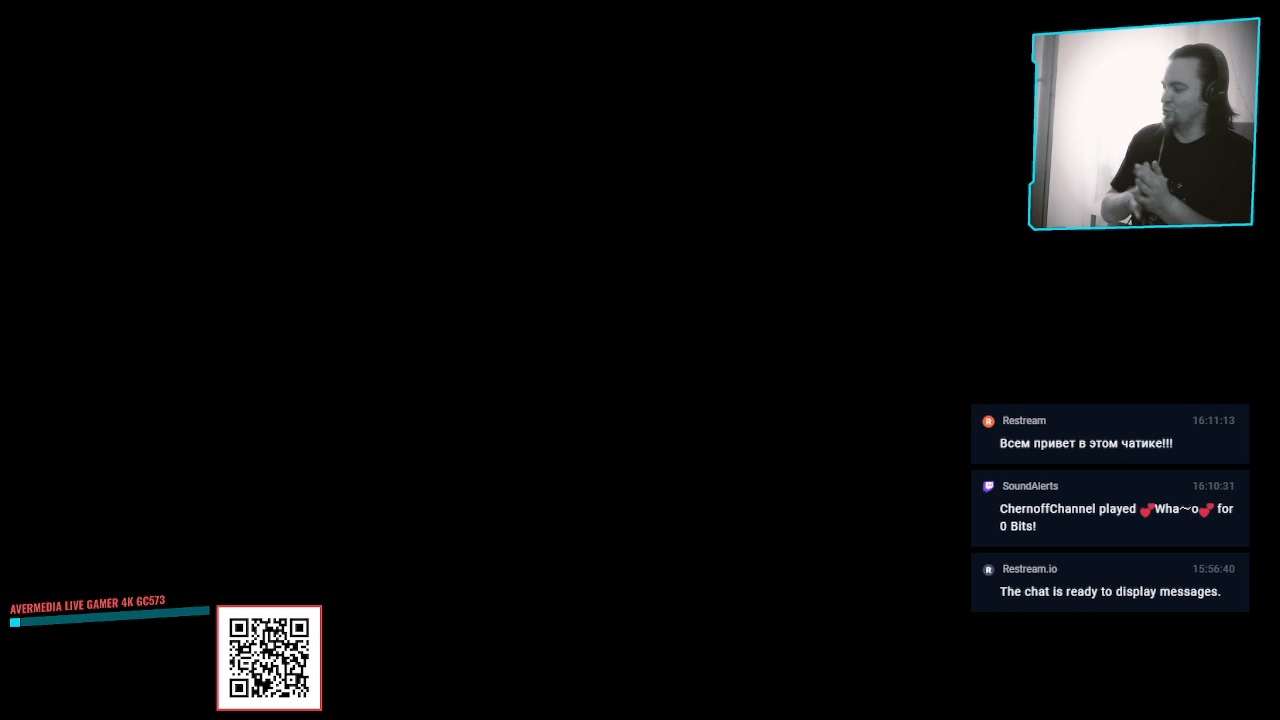 Restream 16:11:13
Всем привет в этом чатике!!!
SoundAlerts 16:10:31
ChernoffChannel played 💕Wha～o💕 for
0 Bits!
Restream.io 15:56:40
The chat is ready to display messages.
AVERMEDIA LIVE GAMER 4K GC573